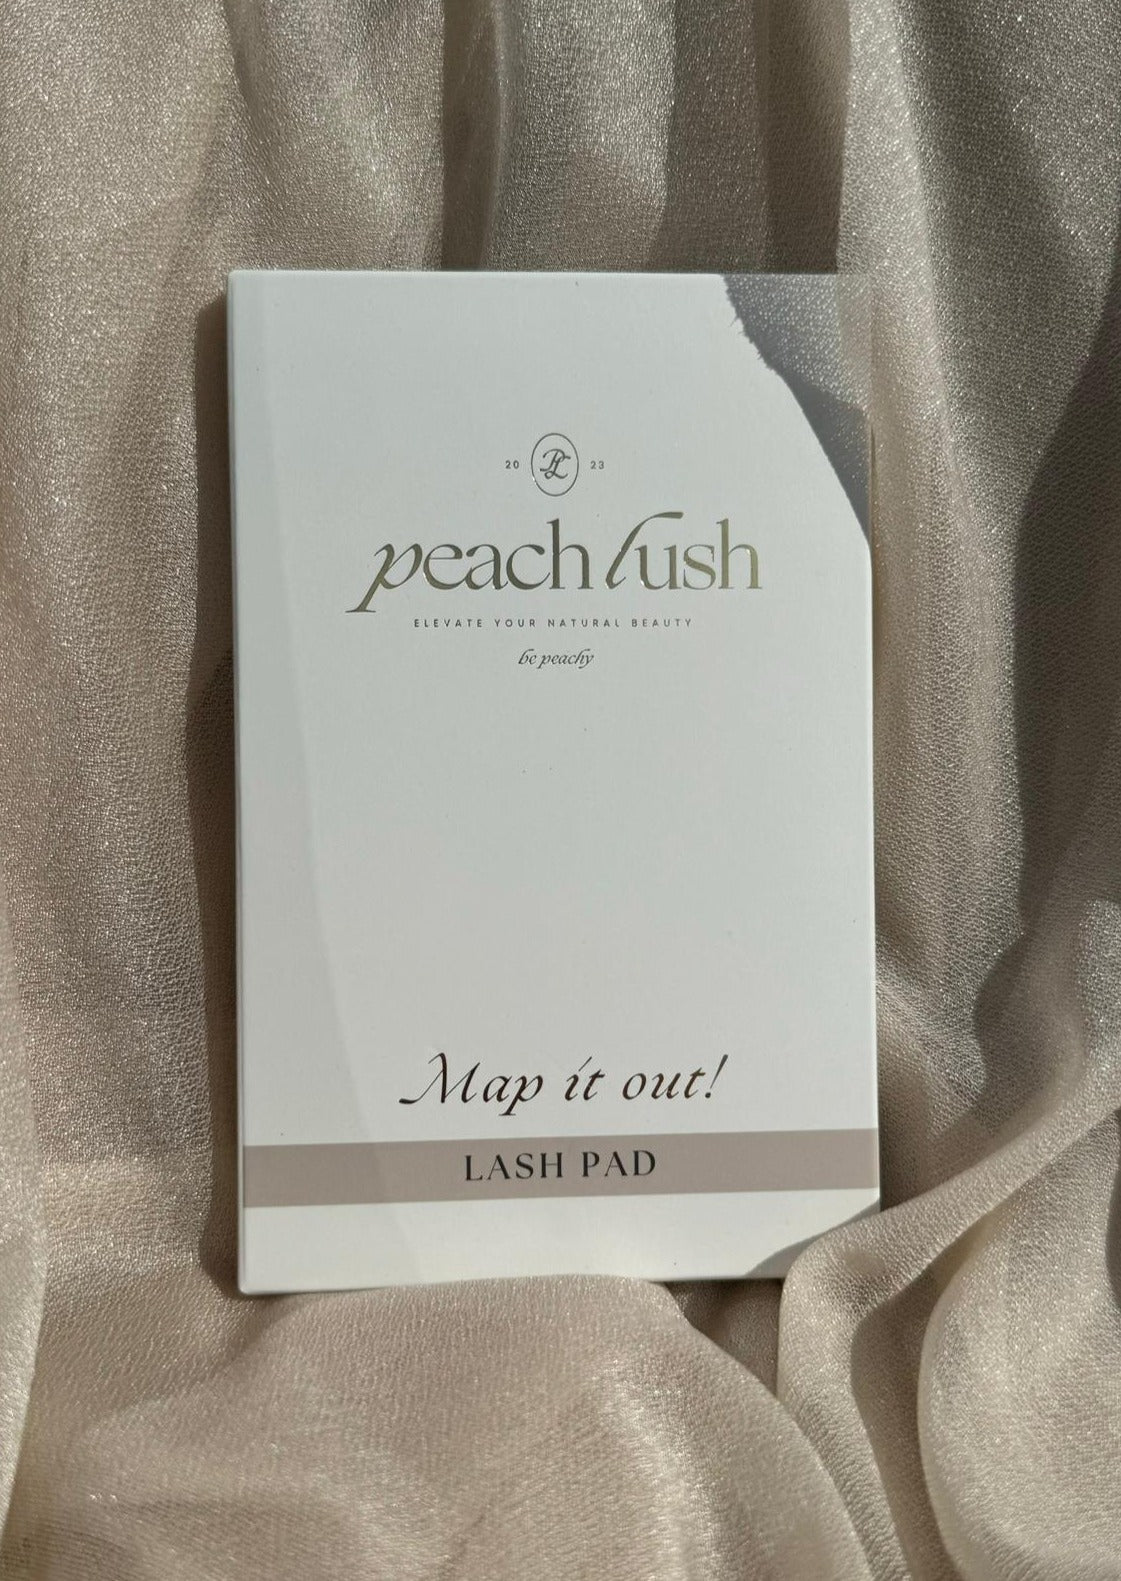 20 PL 23
peach lush
ELEVATE YOUR NATURAL BEAUTY
be peachy
Map it out!
LASH PAD